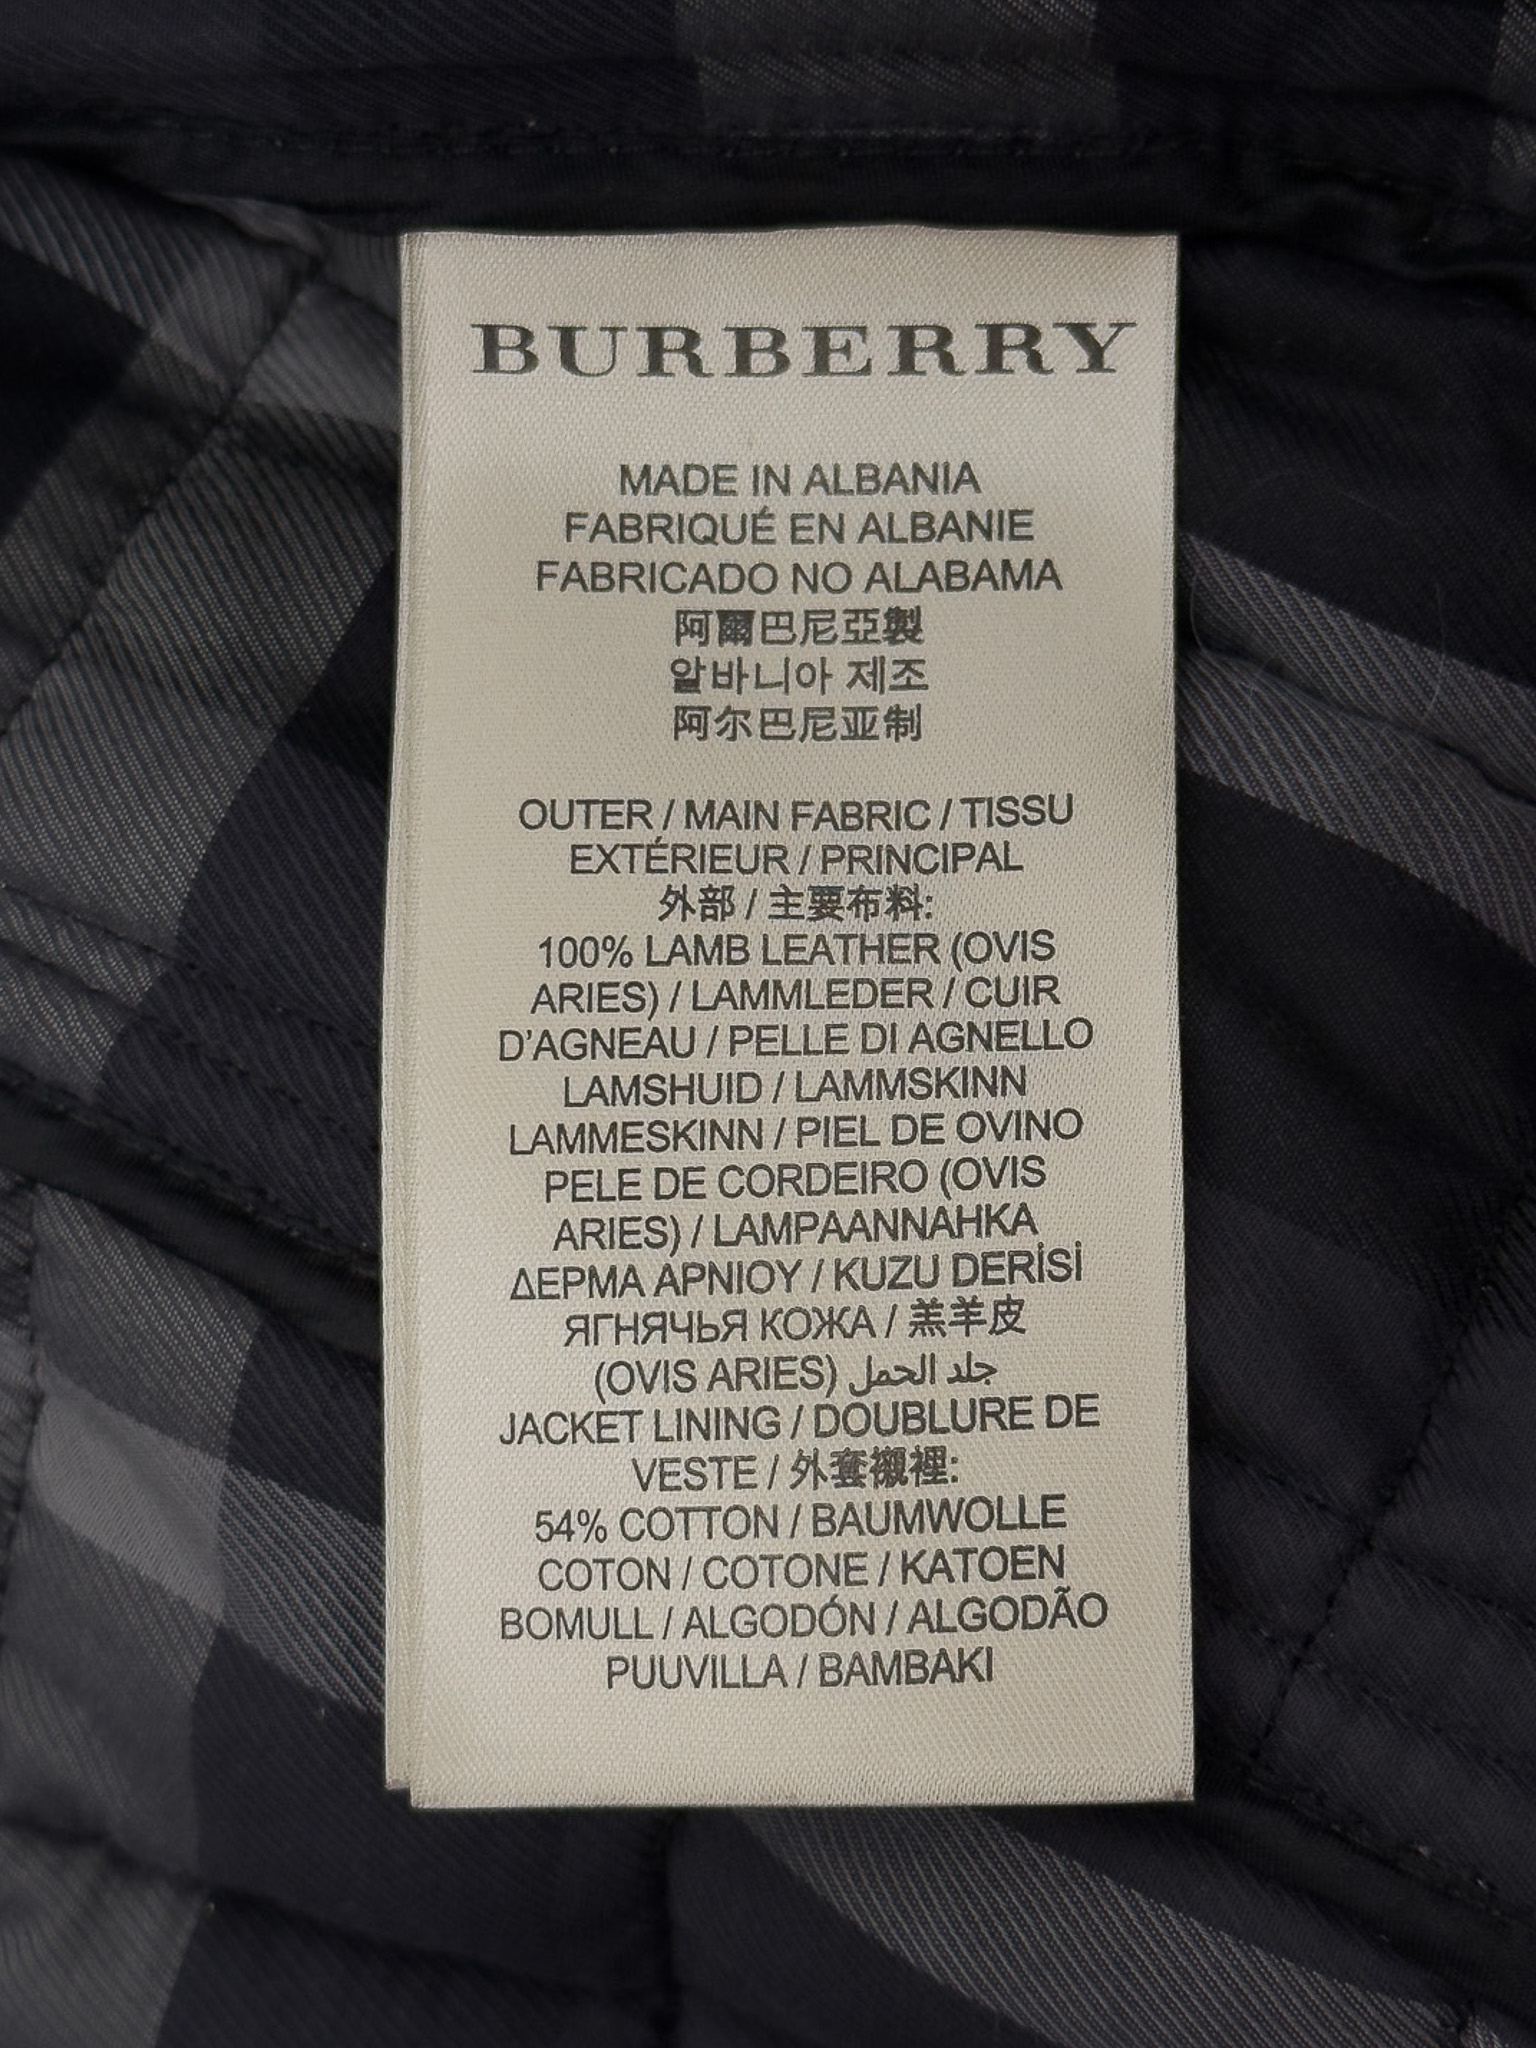 BURBERRY
MADE IN ALBANIA
FABRIQUÉ EN ALBANIE
FABRICADO NO ALABAMA
阿爾巴尼亞製
알바니아 제조
阿尔巴尼亚制
OUTER / MAIN FABRIC / TISSU
EXTÉRIEUR / PRINCIPAL
外部 / 主要布料:
100% LAMB LEATHER (OVIS
ARIES) / LAMMLEDER / CUIR
D'AGNEAU / PELLE DI AGNELLO
LAMSHUID / LAMMSKINN
LAMMESKINN / PIEL DE OVINO
PELE DE CORDEIRO (OVIS
ARIES) / LAMPAANNAHKA
ΔΕΡΜΑ ΑΡΝΙΟΥ / KUZU DERİSİ
ЯГНЯЧЬЯ КОЖА / 羔羊皮
(OVIS ARIES) جلد الحمل
JACKET LINING / DOUBLURE DE
VESTE / 外套襯裡:
54% COTTON / BAUMWOLLE
COTON / COTONE / KATOEN
BOMULL / ALGODÓN / ALGODÃO
PUUVILLA / BAMBAKI